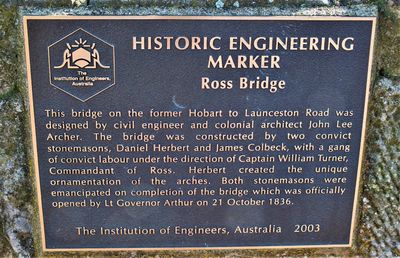 The
Institution of Engineers,
Australia
HISTORIC ENGINEERING
MARKER
Ross Bridge
This bridge on the former Hobart to Launceston Road was
designed by civil engineer and colonial architect John Lee
Archer. The bridge was constructed by two convict
stonemasons, Daniel Herbert and James Colbeck, with a gang
of convict labour under the direction of Captain William Turner,
Commandant of Ross. Herbert created the unique
ornamentation of the arches. Both stonemasons were
emancipated on completion of the bridge which was officially
opened by Lt Governor Arthur on 21 October 1836.
The Institution of Engineers, Australia 2003